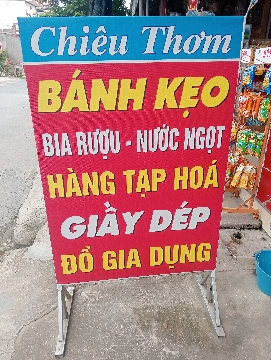 Chiêu Thơm
BÁNH KẸO
BIA RƯỢU - NƯỚC NGỌT
HÀNG TẠP HOÁ
GIẦY DÉP
ĐỒ GIA DỤNG